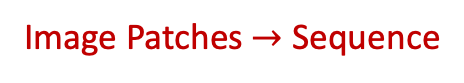 Image Patches → Sequence